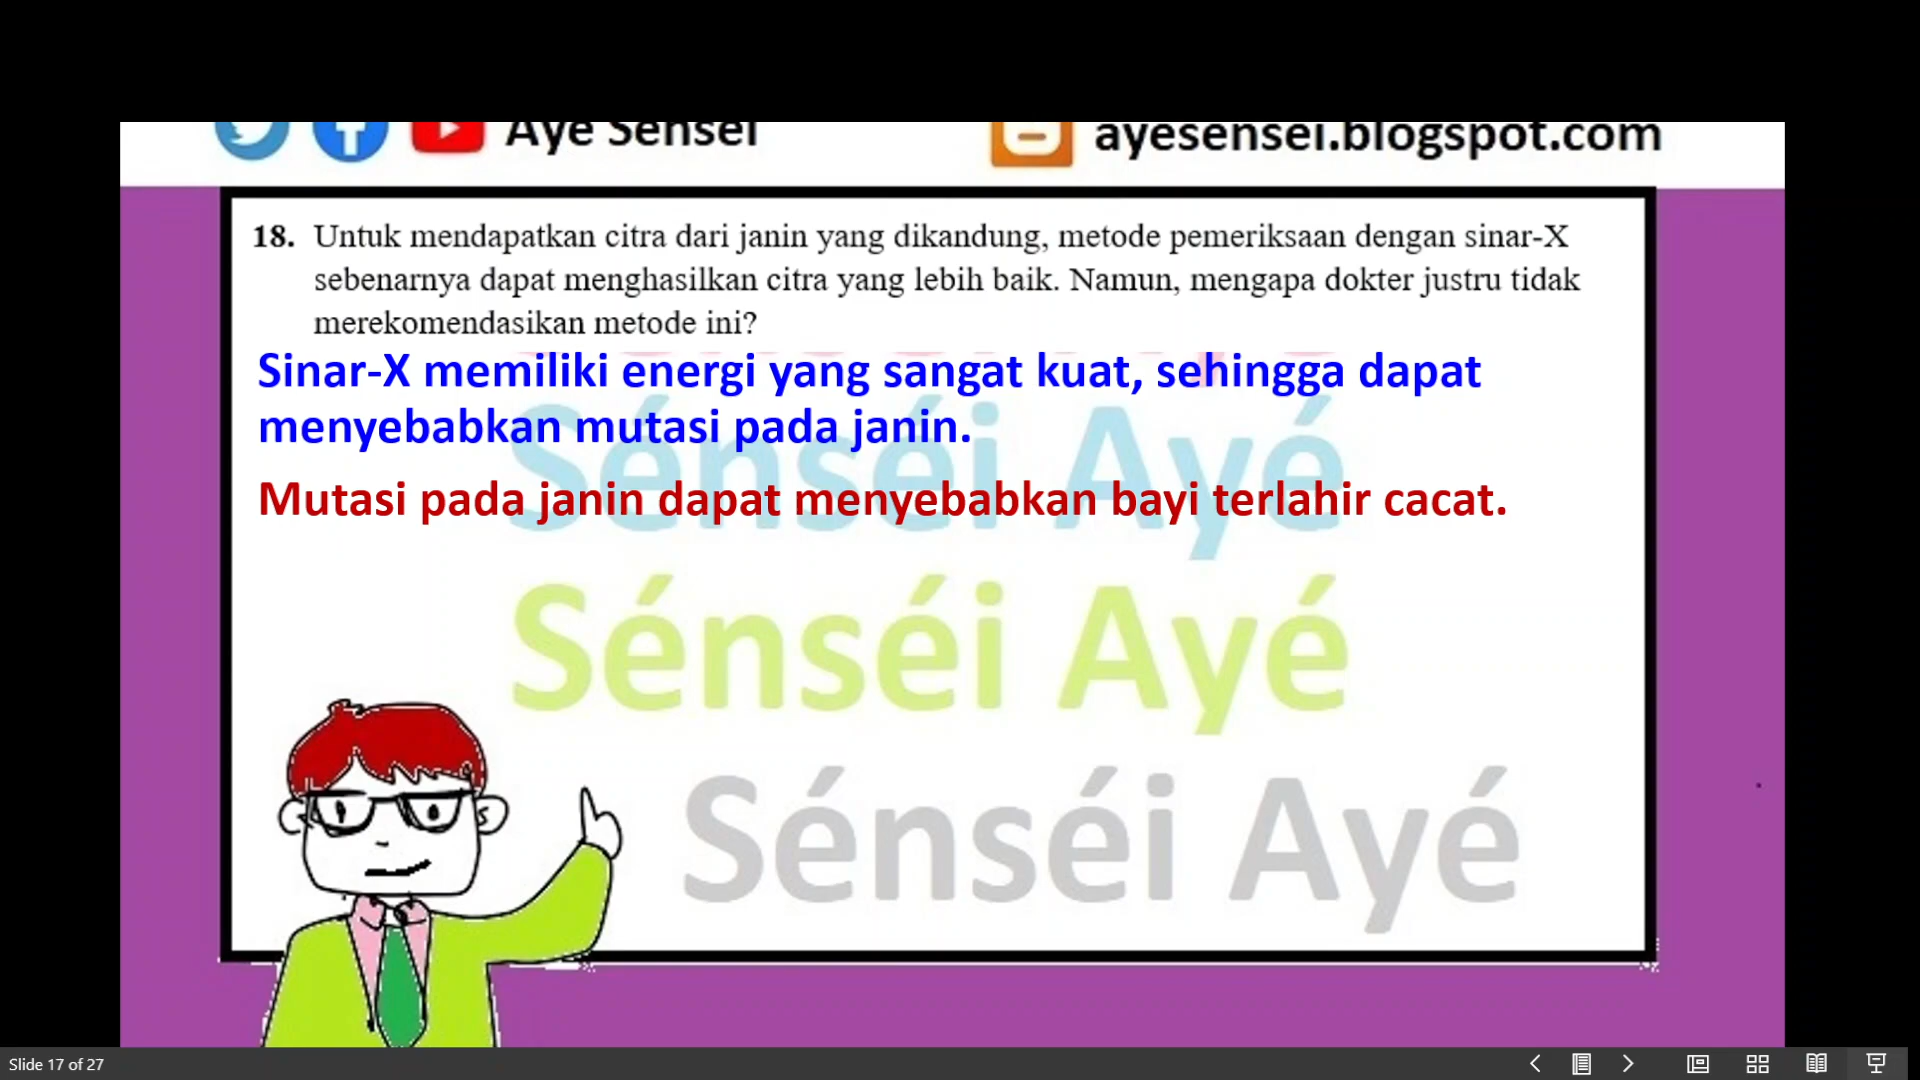 Aye Sensei
ayesensei.blogspot.com
18. Untuk mendapatkan citra dari janin yang dikandung, metode pemeriksaan dengan sinar-X
sebenarnya dapat menghasilkan citra yang lebih baik. Namun, mengapa dokter justru tidak
merekomendasikan metode ini?
Sinar-X memiliki energi yang sangat kuat, sehingga dapat
menyebabkan mutasi pada janin.
Mutasi pada janin dapat menyebabkan bayi terlahir cacat.
Sénséi Ayé
Sénséi Ayé
Sénséi Ayé
Slide 17 of 27